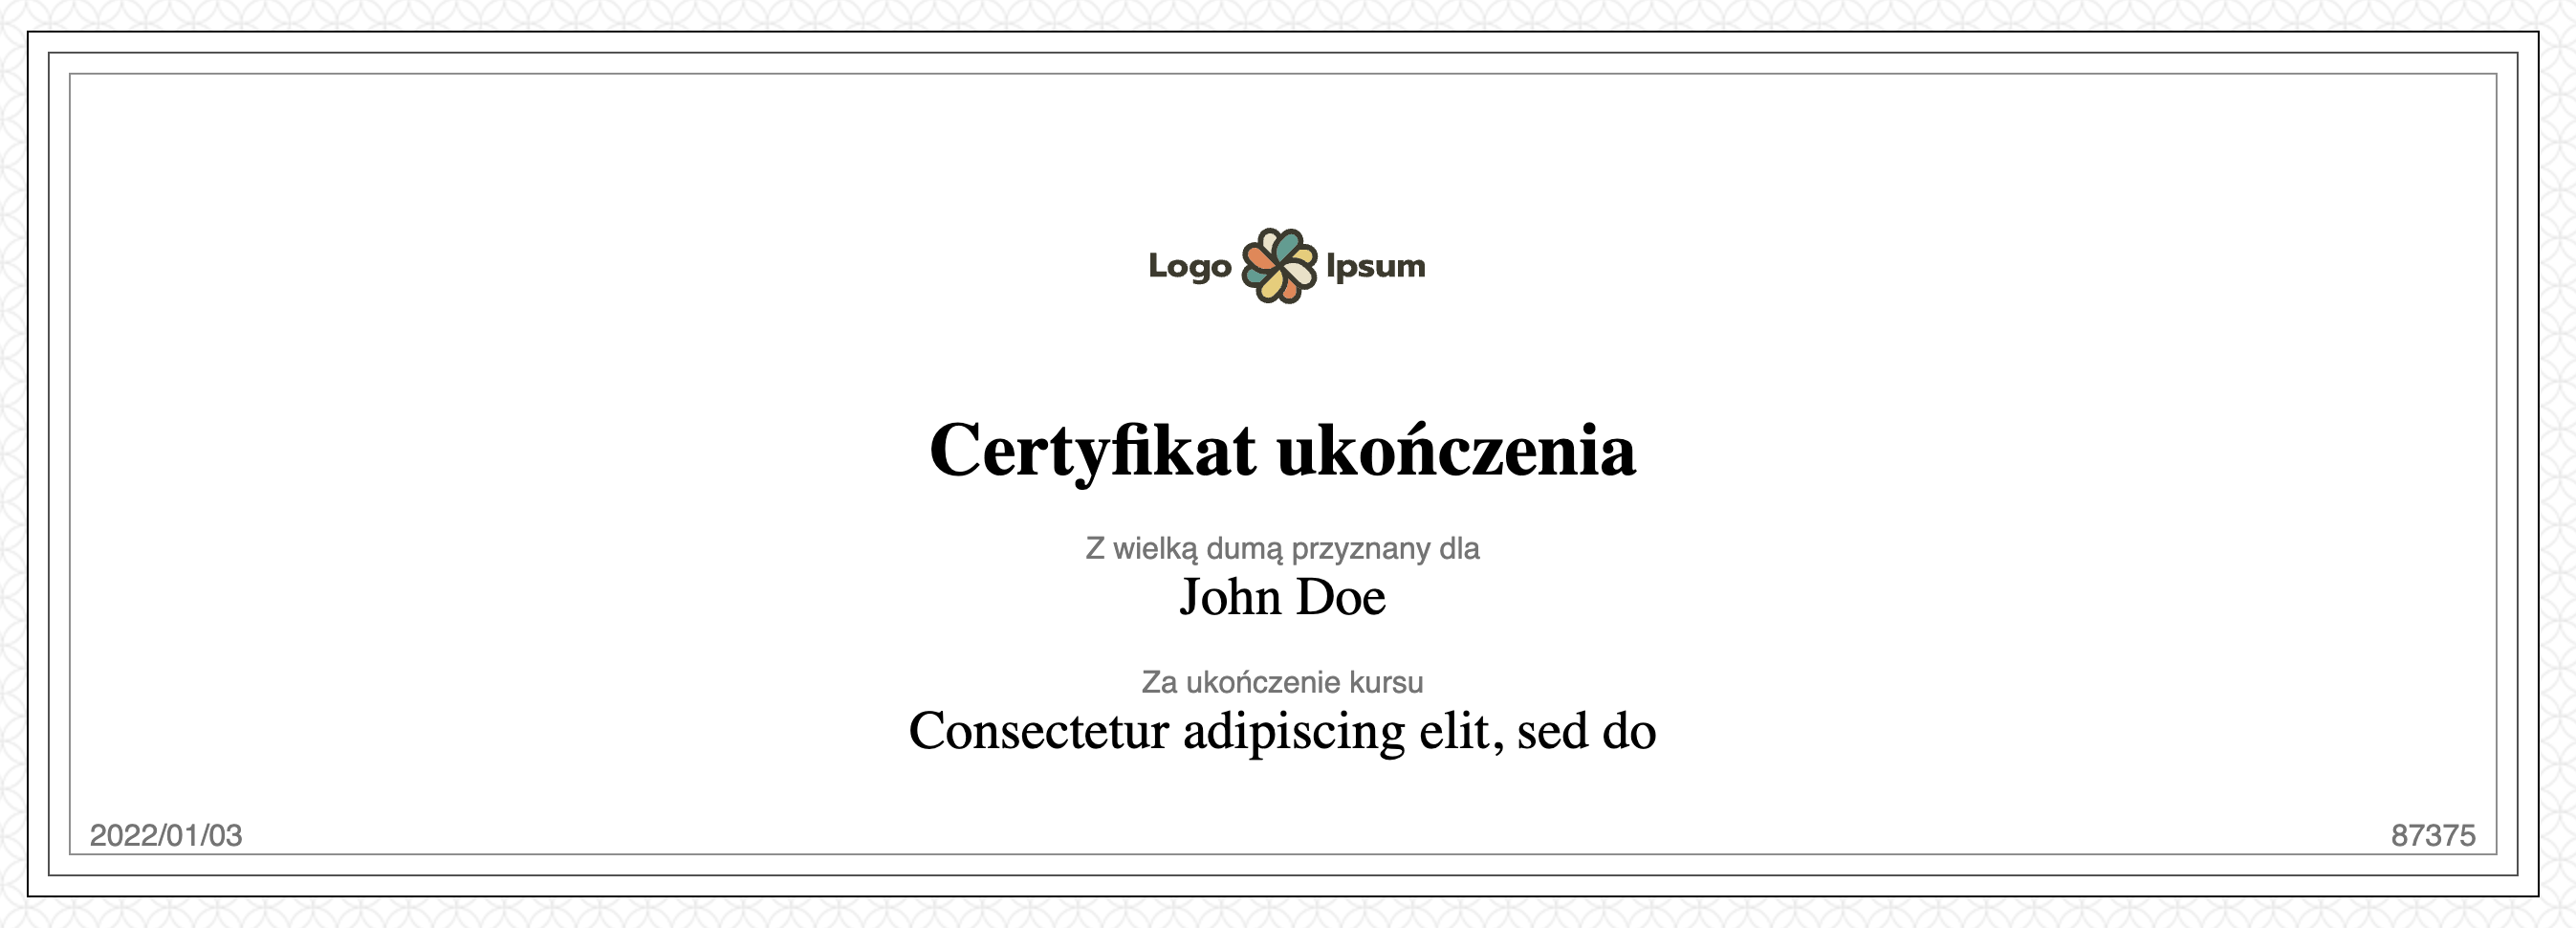 Logo Ipsum
Certyfikat ukończenia
Z wielką dumą przyznany dla
John Doe
Za ukończenie kursu
Consectetur adipiscing elit, sed do
2022/01/03
87375